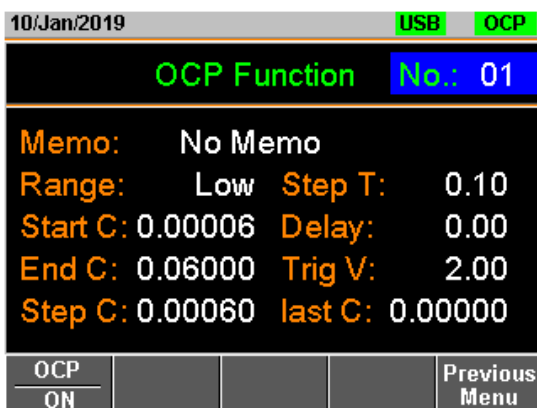 10/Jan/2019 USB OCP
OCP Function No.: 01
Memo: No Memo
Range: Low Step T: 0.10
Start C: 0.00006 Delay: 0.00
End C: 0.06000 Trig V: 2.00
Step C: 0.00060 last C: 0.00000
OCP
ON
Previous
Menu